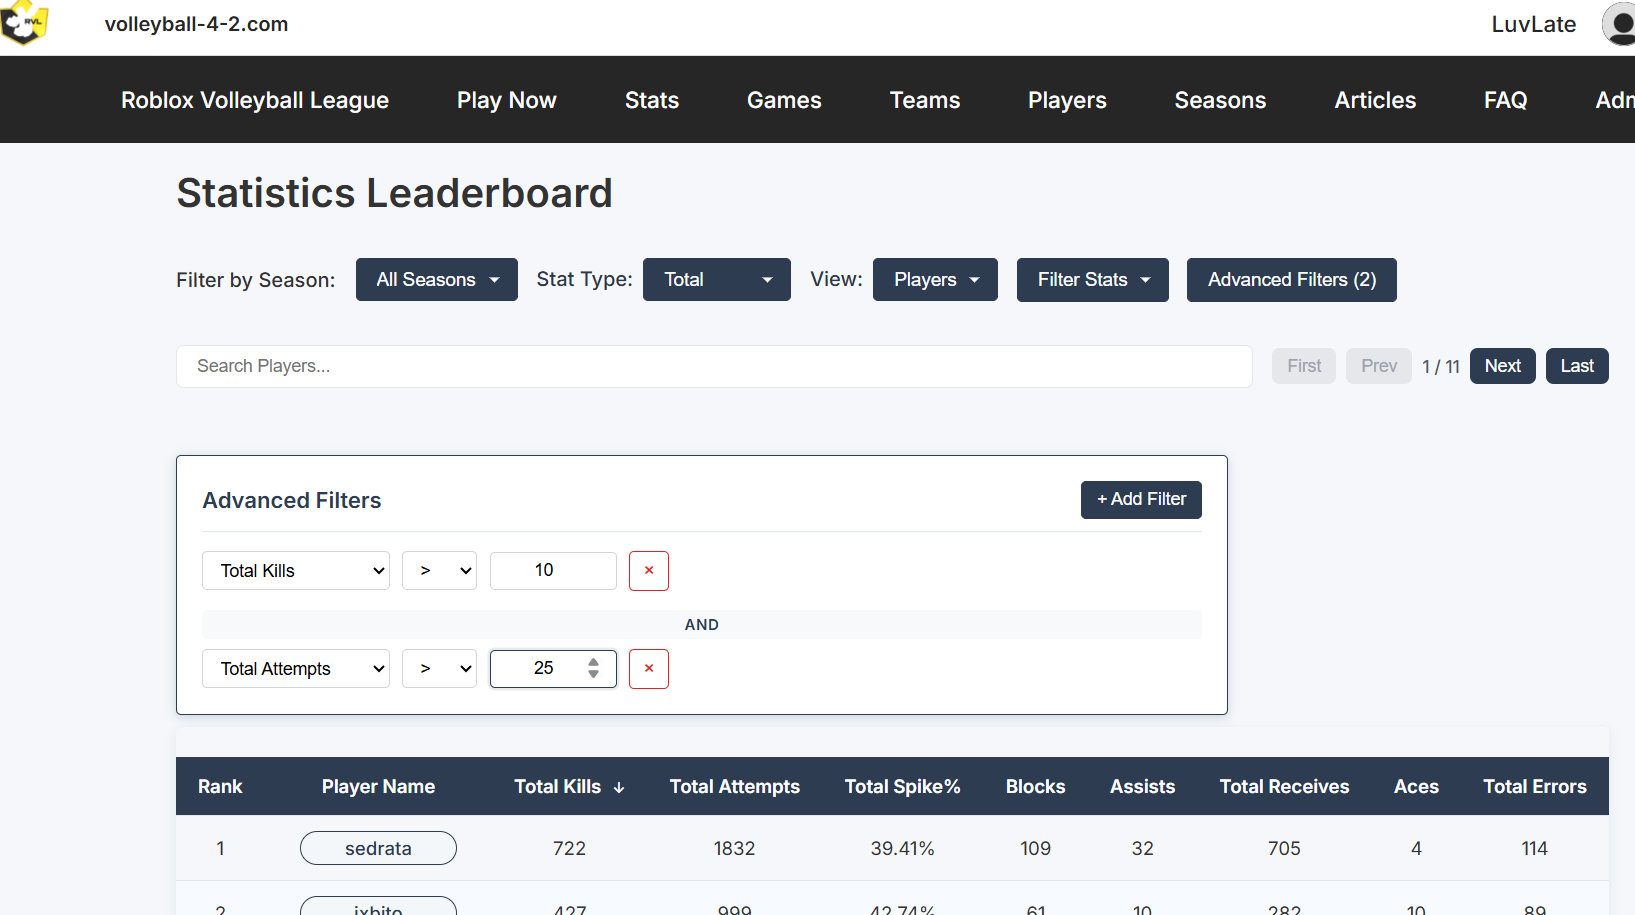 RVL
volleyball-4-2.com
LuvLate
Roblox Volleyball League Play Now Stats Games Teams Players Seasons Articles FAQ
Statistics Leaderboard
Filter by Season: All Seasons Stat Type: Total View: Players Filter Stats Advanced Filters (2)
Search Players... First Prev 1 / 11 Next Last
Advanced Filters + Add Filter
Total Kills > 10 ×
AND
Total Attempts > 25 ×
Rank Player Name Total Kills ↓ Total Attempts Total Spike% Blocks Assists Total Receives Aces Total Errors
1 sedrata 722 1832 39.41% 109 32 705 4 114
2 ixbito 427 999 42.74% 61 10 282 10 89